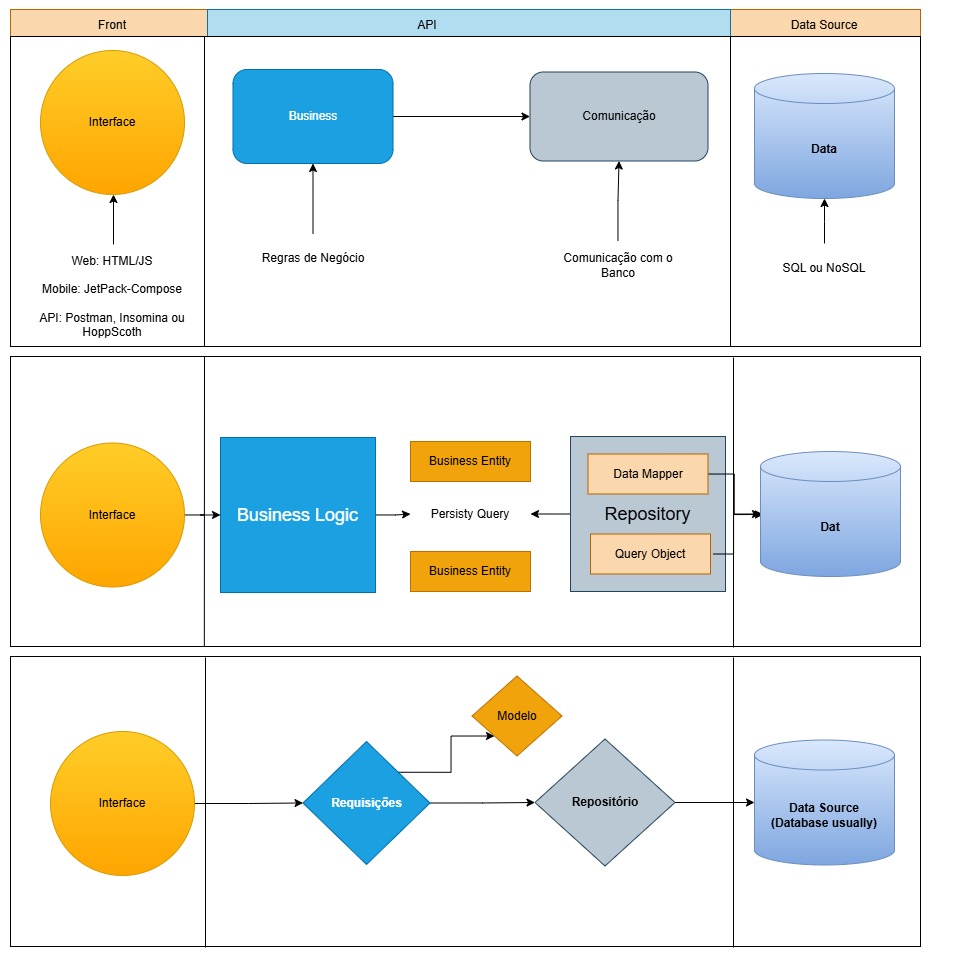 Front
API
Data Source
Interface
Business
Comunicação
Data
Web: HTML/JS
Mobile: JetPack-Compose
API: Postman, Insomina ou
HoppScoth
Regras de Negócio
Comunicação com o
Banco
SQL ou NoSQL
Interface
Business Logic
Business Entity
Persisty Query
Business Entity
Data Mapper
Repository
Query Object
Dat
Interface
Requisições
Modelo
Repositório
Data Source
(Database usually)